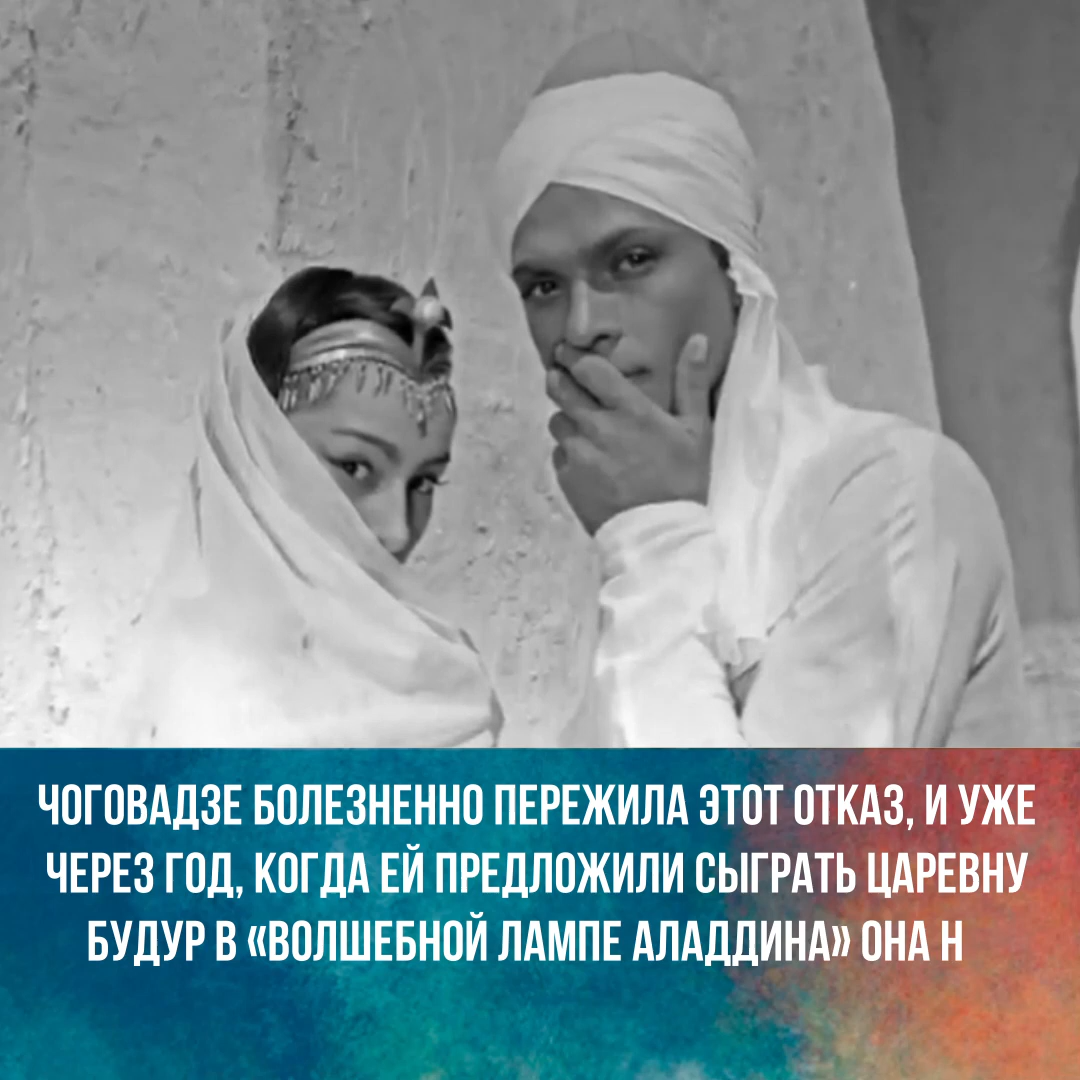 ЧОГОВАДЗЕ БОЛЕЗНЕННО ПЕРЕЖИЛА ЭТОТ ОТКАЗ, И УЖЕ
ЧЕРЕЗ ГОД, КОГДА ЕЙ ПРЕДЛОЖИЛИ СЫГРАТЬ ЦАРЕВНУ
БУДУР В «ВОЛШЕБНОЙ ЛАМПЕ АЛАДДИНА» ОНА Н